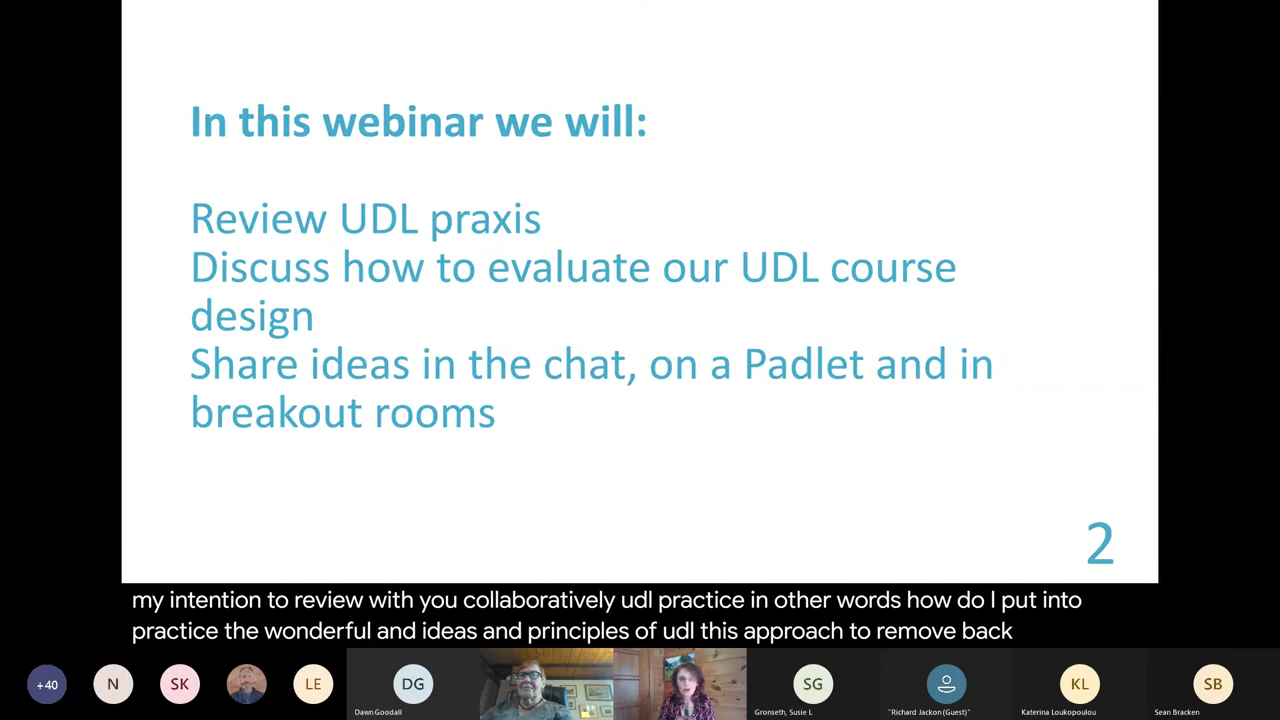 In this webinar we will:
Review UDL praxis
Discuss how to evaluate our UDL course
design
Share ideas in the chat, on a Padlet and in
breakout rooms
2
my intention to review with you collaboratively udl practice in other words how do I put into
practice the wonderful and ideas and principles of udl this approach to remove back
+40
N
SK
LE
DG
SG
KL
SB
Dawn Goodall
Gronseth, Susie L
"Richard Jackon (Guest)"
Katerina Loukopoulou
Sean Bracken